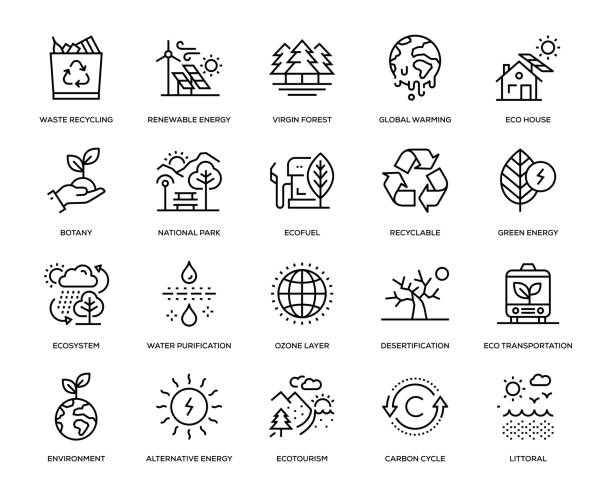 WASTE RECYCLING
RENEWABLE ENERGY
VIRGIN FOREST
GLOBAL WARMING
ECO HOUSE
BOTANY
NATIONAL PARK
ECOFUEL
RECYCLABLE
GREEN ENERGY
ECOSYSTEM
WATER PURIFICATION
OZONE LAYER
DESERTIFICATION
ECO TRANSPORTATION
C
ENVIRONMENT
ALTERNATIVE ENERGY
ECOTOURISM
CARBON CYCLE
LITTORAL